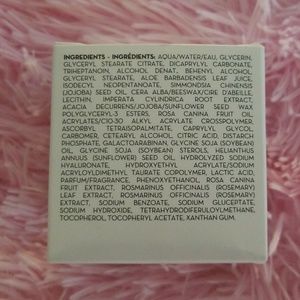 INGREDIENTS - INGRÉDIENTS: AQUA/WATER/EAU, GLYCERIN,
GLYCERYL STEARATE CITRATE, DICAPRYLYL CARBONATE,
TRIHEPTANOIN, ALCOHOL DENAT., BEHENYL ALCOHOL,
GLYCERYL STEARATE, ALOE BARBADENSIS LEAF JUICE,
ISODECYL NEOPENTANOATE, SIMMONDSIA CHINENSIS
(JOJOBA) SEED OIL, CERA ALBA/BEESWAX/CIRE D'ABEILLE,
LECITHIN, IMPERATA CYLINDRICA ROOT EXTRACT,
ACACIA DECURRENS/JOJOBA/SUNFLOWER SEED WAX
POLYGLYCERYL-3 ESTERS, ROSA CANINA FRUIT OIL,
ACRYLATES/C10-30 ALKYL ACRYLATE CROSSPOLYMER,
ASCORBYL TETRAISOPALMITATE, CAPRYLYL GLYCOL,
CARBOMER, CETEARYL ALCOHOL, CITRIC ACID, DISTARCH
PHOSPHATE, GALACTOARABINAN, GLYCINE SOJA (SOYBEAN)
OIL, GLYCINE SOJA (SOYBEAN) STEROLS, HELIANTHUS
ANNUUS (SUNFLOWER) SEED OIL, HYDROLYZED SODIUM
HYALURONATE, HYDROXYETHYL ACRYLATE/SODIUM
ACRYLOYLDIMETHYL TAURATE COPOLYMER, LACTIC ACID,
PARFUM/FRAGRANCE, PHENOXYETHANOL, ROSA CANINA
FRUIT EXTRACT, ROSMARINUS OFFICINALIS (ROSEMARY)
LEAF EXTRACT, ROSMARINUS OFFICINALIS (ROSEMARY)
EXTRACT, SODIUM BENZOATE, SODIUM GLUCEPTATE,
SODIUM HYDROXIDE, TETRAHYDRODIFERULOYLMETHANE,
TOCOPHEROL, TOCOPHERYL ACETATE, XANTHAN GUM.